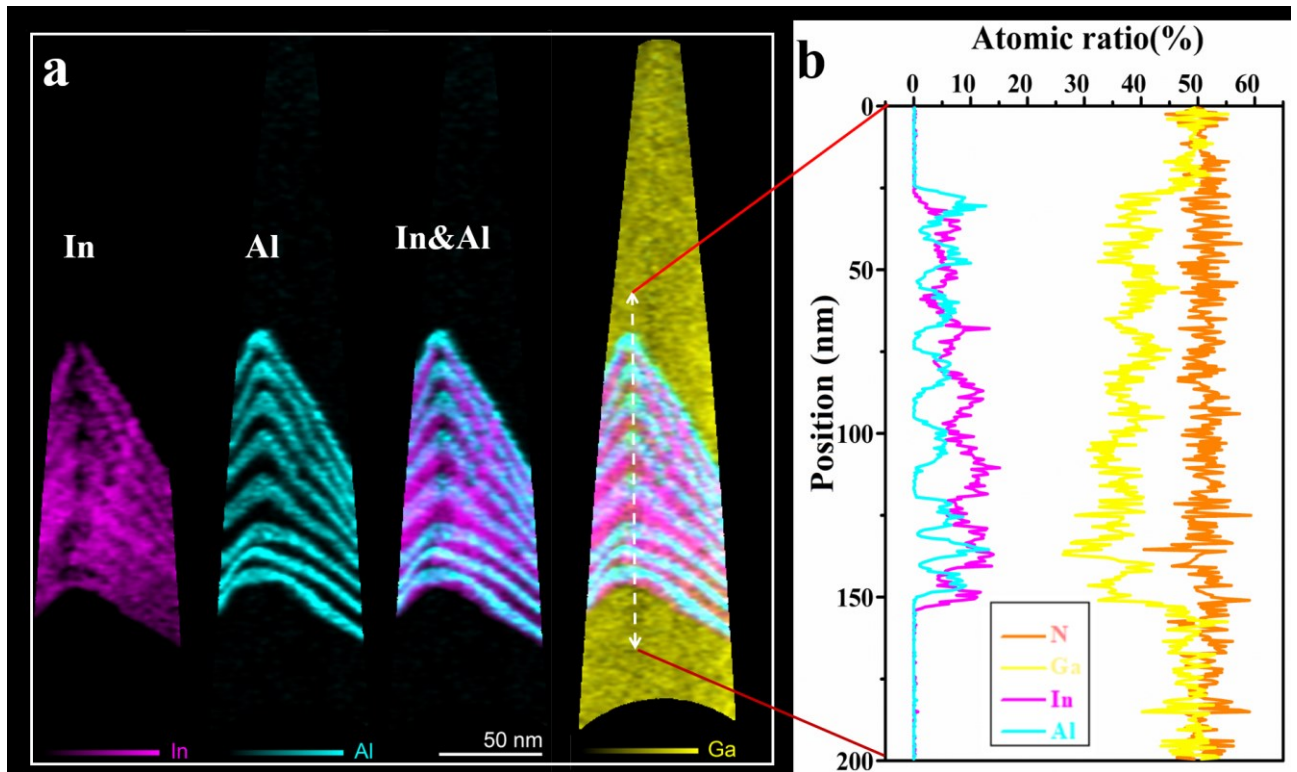 a
In
Al
In&Al
In
Al
50 nm
Ga
b
Atomic ratio(%)
0 10 20 30 40 50 60
Position (nm)
0
50
100
150
200
N
Ga
In
Al